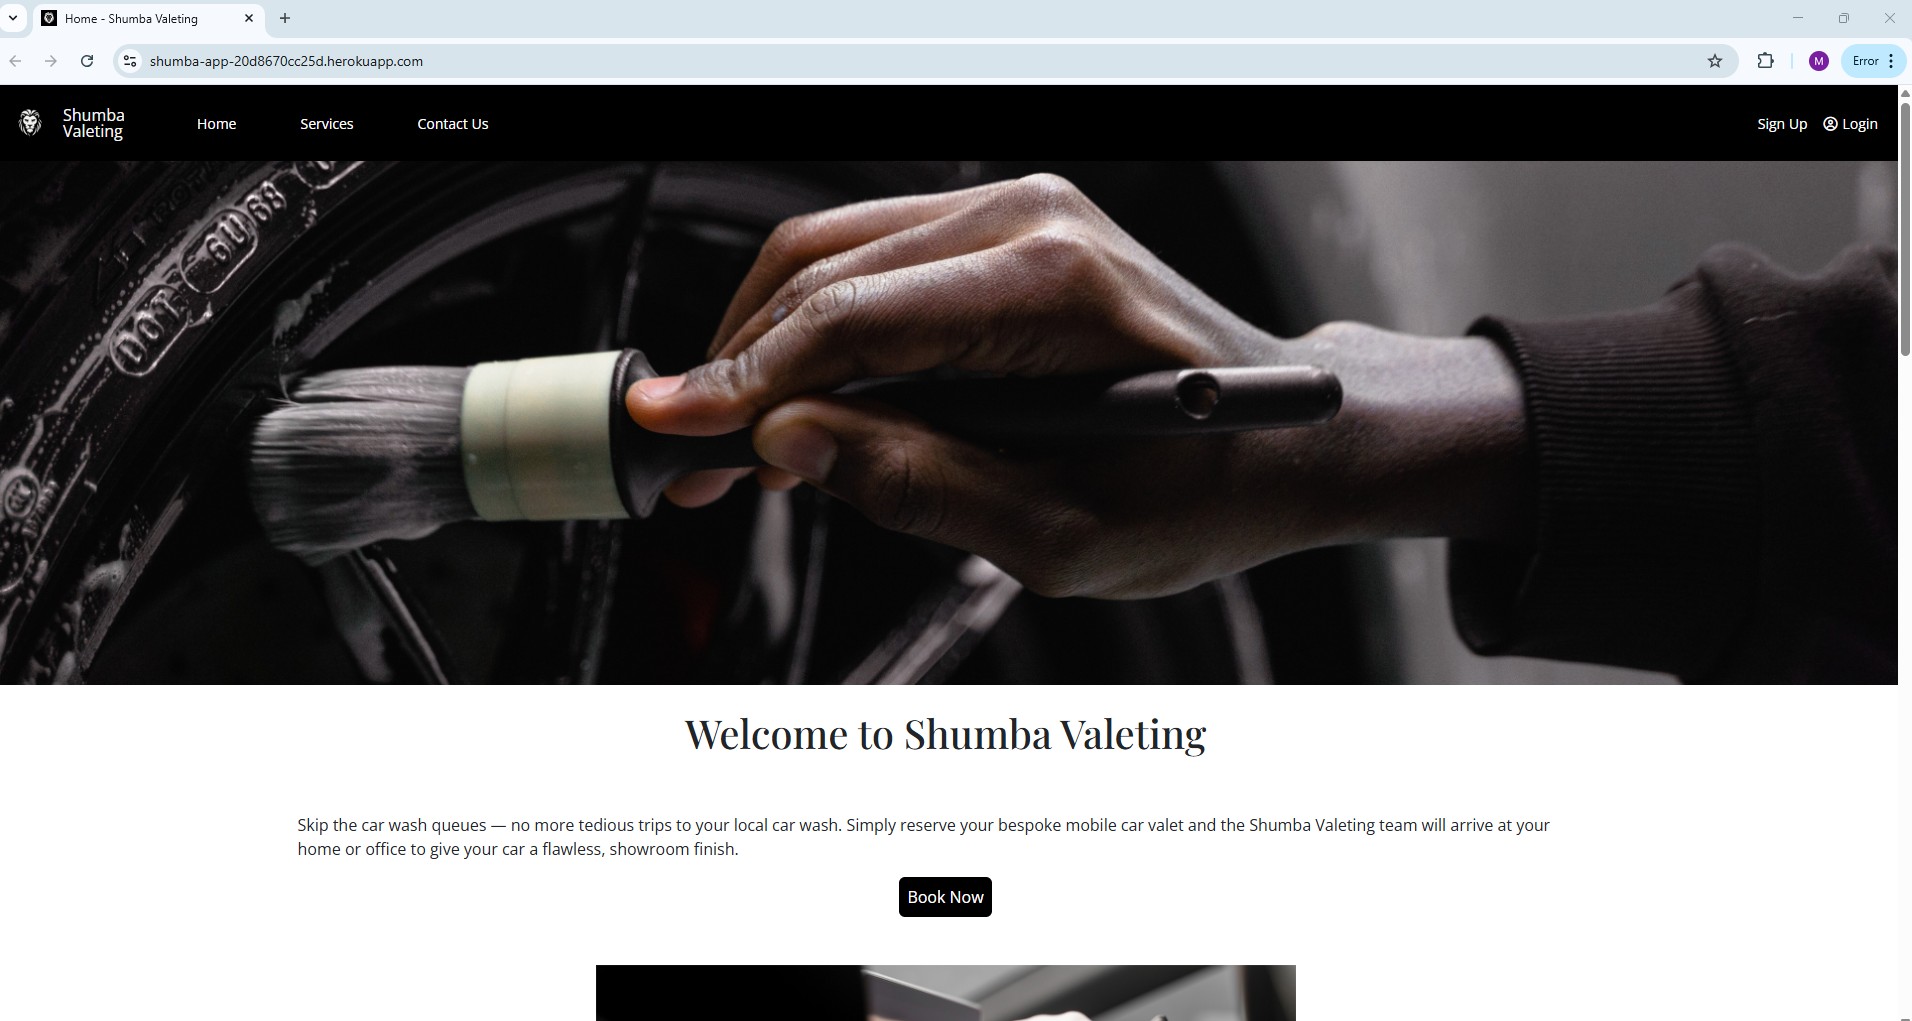 Home - Shumba Valeting
shumba-app-20d8670cc25d.herokuapp.com
M
Error
Shumba
Valeting
Home
Services
Contact Us
Sign Up
Login
DOT
6U
68
Welcome to Shumba Valeting
Skip the car wash queues — no more tedious trips to your local car wash. Simply reserve your bespoke mobile car valet and the Shumba Valeting team will arrive at your
home or office to give your car a flawless, showroom finish.
Book Now